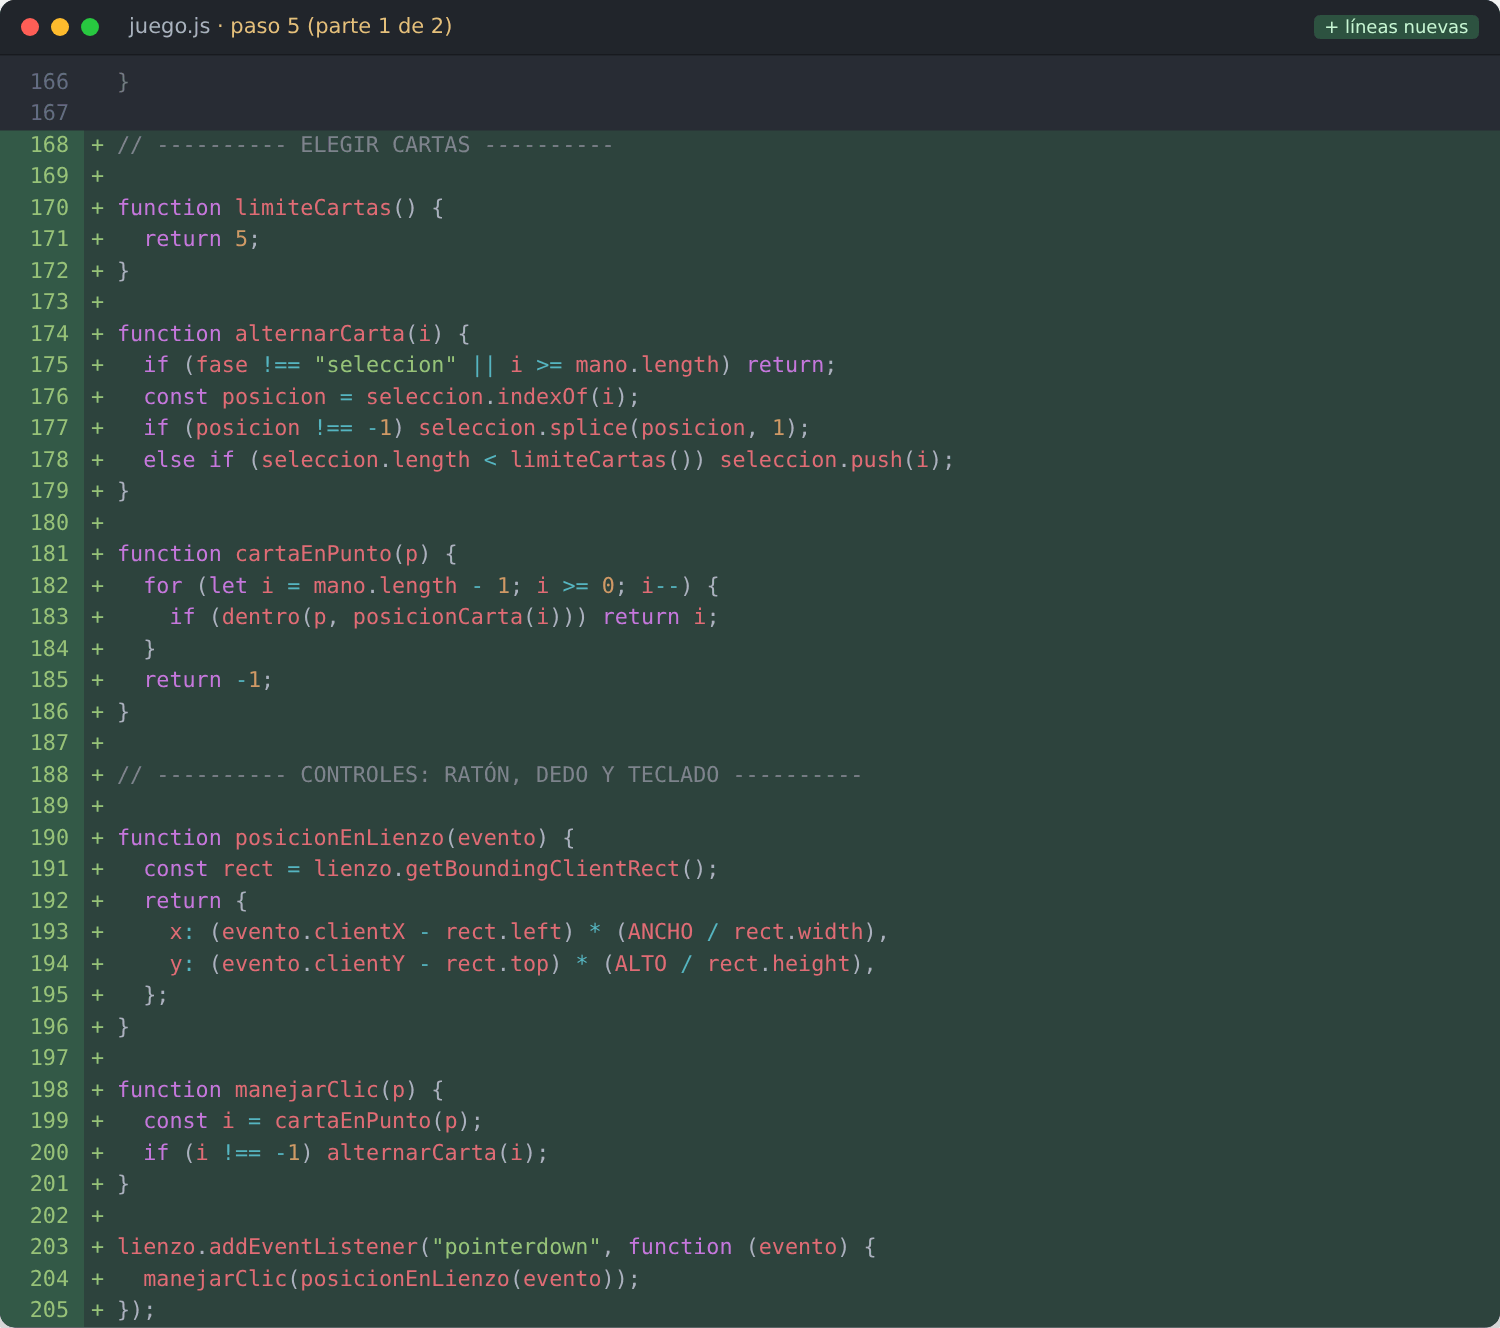 juego.js · paso 5 (parte 1 de 2)
+ líneas nuevas
166 }
167
168 + // ---------- ELEGIR CARTAS ----------
169 +
170 + function limiteCartas() {
171 +   return 5;
172 + }
173 +
174 + function alternarCarta(i) {
175 +   if (fase !== "seleccion" || i >= mano.length) return;
176 +   const posicion = seleccion.indexOf(i);
177 +   if (posicion !== -1) seleccion.splice(posicion, 1);
178 +   else if (seleccion.length < limiteCartas()) seleccion.push(i);
179 + }
180 +
181 + function cartaEnPunto(p) {
182 +   for (let i = mano.length - 1; i >= 0; i--) {
183 +     if (dentro(p, posicionCarta(i))) return i;
184 +   }
185 +   return -1;
186 + }
187 +
188 + // ---------- CONTROLES: RATÓN, DEDO Y TECLADO ----------
189 +
190 + function posicionEnLienzo(evento) {
191 +   const rect = lienzo.getBoundingClientRect();
192 +   return {
193 +     x: (evento.clientX - rect.left) * (ANCHO / rect.width),
194 +     y: (evento.clientY - rect.top) * (ALTO / rect.height),
195 +   };
196 + }
197 +
198 + function manejarClic(p) {
199 +   const i = cartaEnPunto(p);
200 +   if (i !== -1) alternarCarta(i);
201 + }
202 +
203 + lienzo.addEventListener("pointerdown", function (evento) {
204 +   manejarClic(posicionEnLienzo(evento));
205 + });